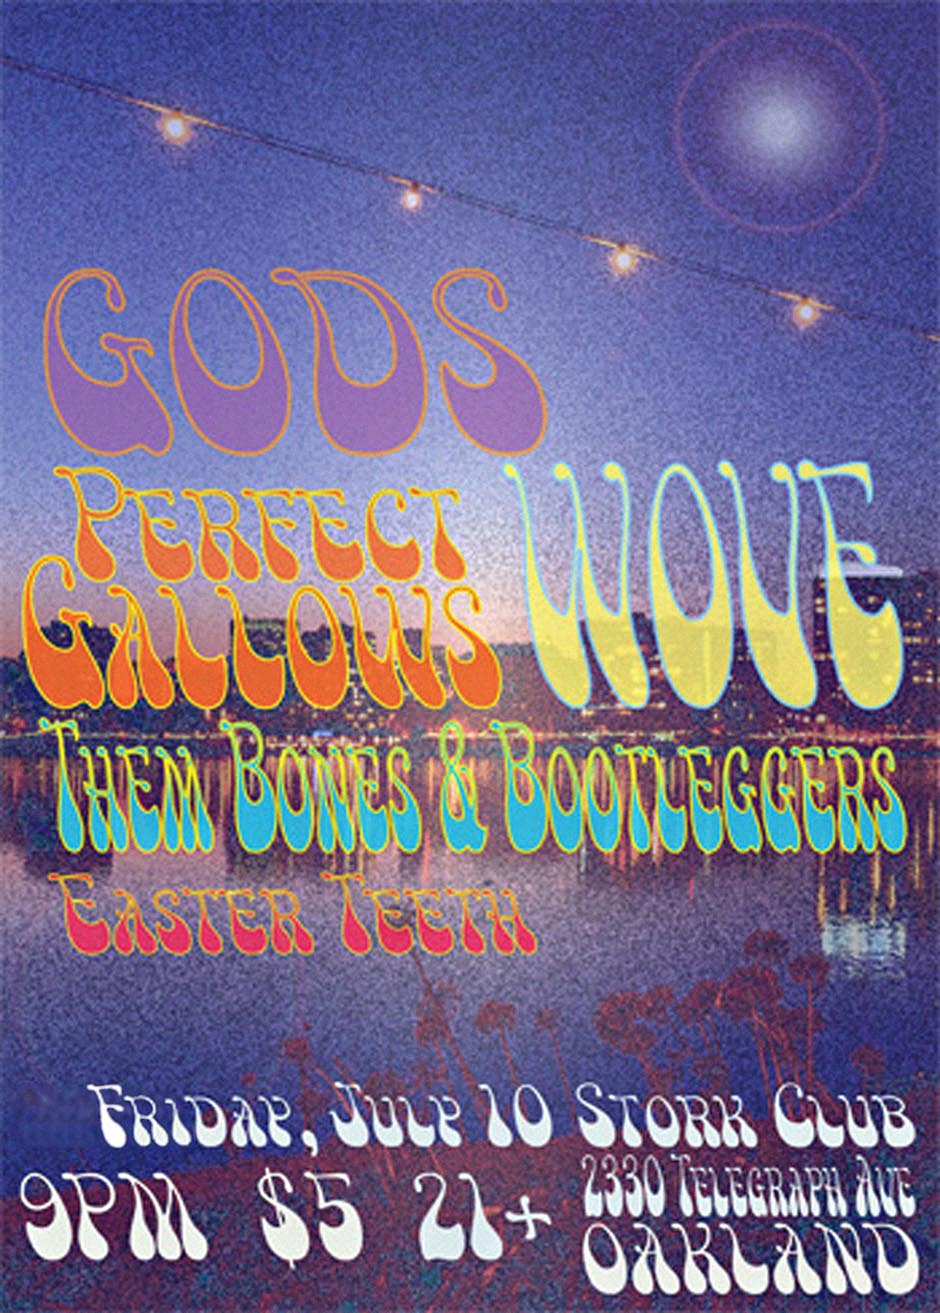 GODS
PERFECT
GALLOWS
WOVE
THEM BONES & BOOTLEGGERS
EASTER TEETH
FRIDAY, JULY 10
9PM $5 21+
STORK CLUB
2330 TELEGRAPH AVE
OAKLAND